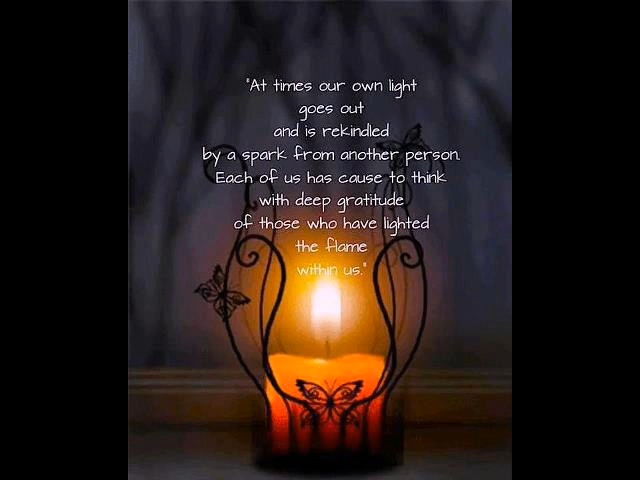 "At times our own light
goes out
and is rekindled
by a spark from another person.
Each of us has cause to think
with deep gratitude
of those who have lighted
the flame
within us."